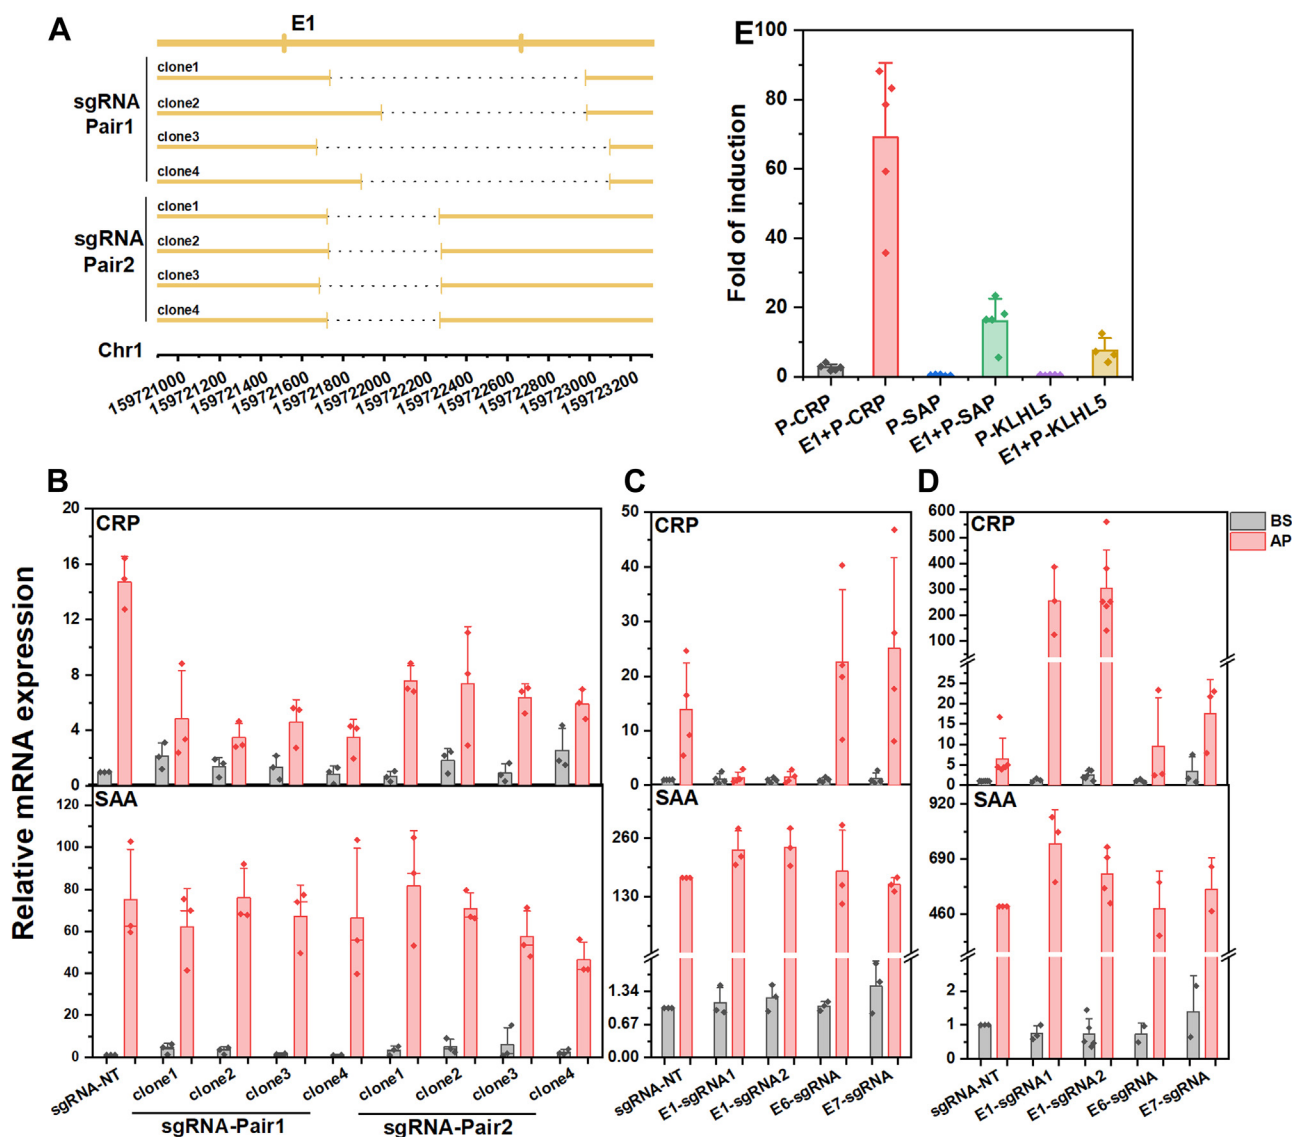 A
E1
sgRNA
Pair1
clone1
clone2
clone3
clone4
sgRNA
Pair2
clone1
clone2
clone3
clone4
Chr1
159721000
159721200
159721400
159721600
159721800
159722000
159722200
159722400
159722600
159722800
159723000
159723200
E
Fold of induction
100
80
60
40
20
0
P-CRP
E1+P-CRP
P-SAP
E1+P-SAP
P-KLHL5
E1+P-KLHL5
B
Relative mRNA expression
CRP
20
16
12
8
4
0
SAA
120
100
80
60
40
20
0
sgRNA-NT
clone1
clone2
clone3
clone4
clone1
clone2
clone3
clone4
sgRNA-Pair1
sgRNA-Pair2
C
CRP
50
40
30
20
10
0
SAA
260
130
1.34
0.67
0.00
sgRNA-NT
E1-sgRNA1
E1-sgRNA2
E6-sgRNA
E7-sgRNA
D
CRP
600
500
400
300
200
100
25
20
15
10
5
0
SAA
920
690
460
2
1
0
sgRNA-NT
E1-sgRNA1
E1-sgRNA2
E6-sgRNA
E7-sgRNA
BS
AP